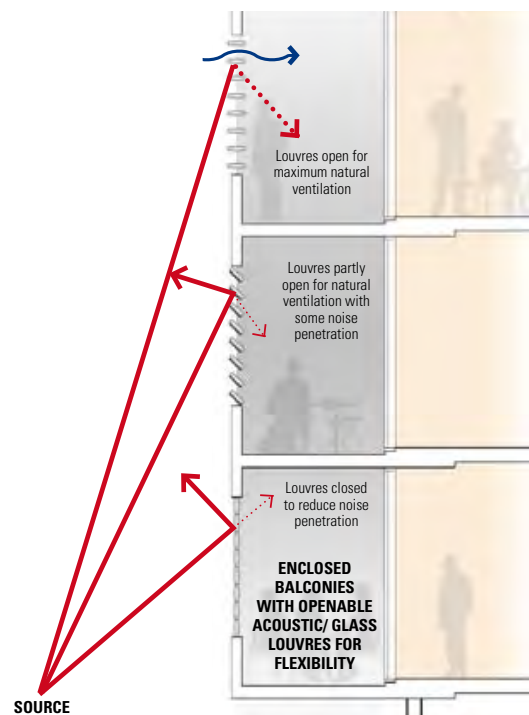 Louvres open for
maximum natural
ventilation
Louvres partly
open for natural
ventilation with
some noise
penetration
Louvres closed
to reduce noise
penetration
ENCLOSED
BALCONIES
WITH OPENABLE
ACOUSTIC/ GLASS
LOUVRES FOR
FLEXIBILITY
SOURCE